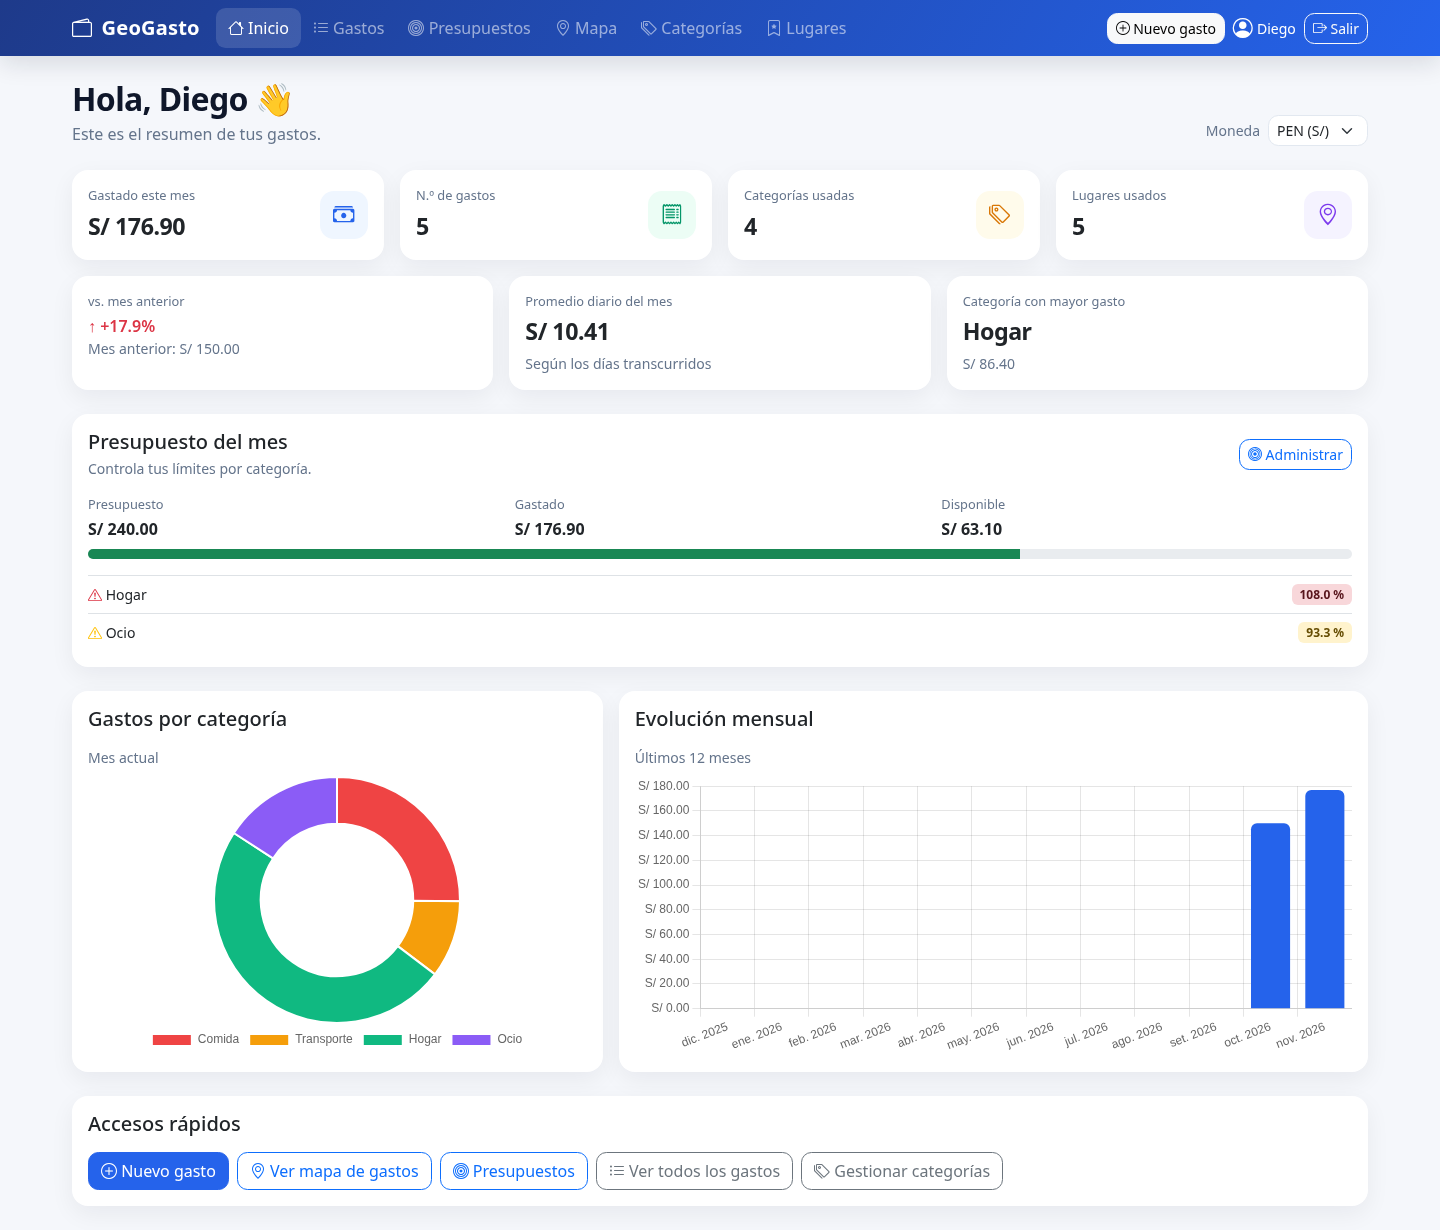 GeoGasto Inicio Gastos Presupuestos Mapa Categorías Lugares Nuevo gasto Diego Salir
Hola, Diego 👋
Este es el resumen de tus gastos.
Moneda PEN (S/)
Gastado este mes
S/ 176.90
N.º de gastos
5
Categorías usadas
4
Lugares usados
5
vs. mes anterior
↑ +17.9%
Mes anterior: S/ 150.00
Promedio diario del mes
S/ 10.41
Según los días transcurridos
Categoría con mayor gasto
Hogar
S/ 86.40
Presupuesto del mes
Controla tus límites por categoría.
Administrar
Presupuesto
S/ 240.00
Gastado
S/ 176.90
Disponible
S/ 63.10
Hogar 108.0 %
Ocio 93.3 %
Gastos por categoría
Mes actual
Comida Transporte Hogar Ocio
Evolución mensual
Últimos 12 meses
S/ 180.00
S/ 160.00
S/ 140.00
S/ 120.00
S/ 100.00
S/ 80.00
S/ 60.00
S/ 40.00
S/ 20.00
S/ 0.00
dic. 2025 ene. 2026 feb. 2026 mar. 2026 abr. 2026 may. 2026 jun. 2026 jul. 2026 ago. 2026 set. 2026 oct. 2026 nov. 2026
Accesos rápidos
Nuevo gasto Ver mapa de gastos Presupuestos Ver todos los gastos Gestionar categorías